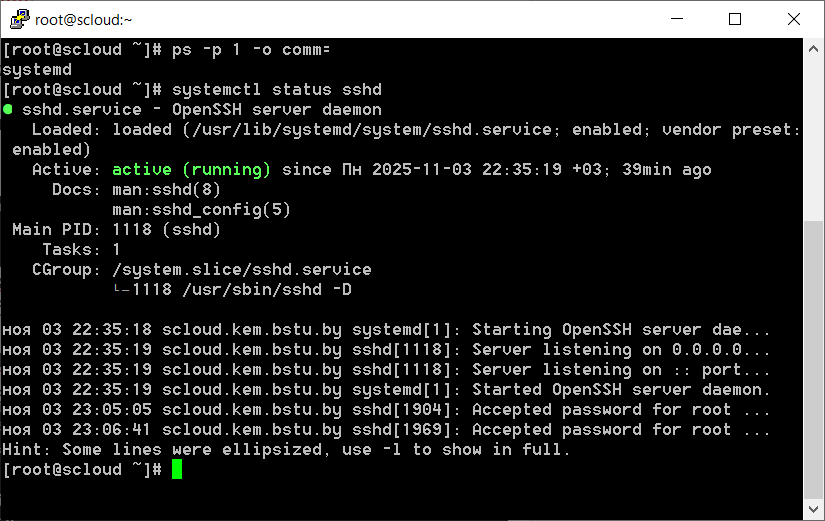 root@scloud:~
[root@scloud ~]# ps -p 1 -o comm=
systemd
[root@scloud ~]# systemctl status sshd
● sshd.service - OpenSSH server daemon
   Loaded: loaded (/usr/lib/systemd/system/sshd.service; enabled; vendor preset:
 enabled)
   Active: active (running) since Пн 2025-11-03 22:35:19 +03; 39min ago
     Docs: man:sshd(8)
           man:sshd_config(5)
 Main PID: 1118 (sshd)
    Tasks: 1
   CGroup: /system.slice/sshd.service
           └─1118 /usr/sbin/sshd -D

ноя 03 22:35:18 scloud.kem.bstu.by systemd[1]: Starting OpenSSH server dae...
ноя 03 22:35:19 scloud.kem.bstu.by sshd[1118]: Server listening on 0.0.0.0...
ноя 03 22:35:19 scloud.kem.bstu.by sshd[1118]: Server listening on :: port...
ноя 03 22:35:19 scloud.kem.bstu.by systemd[1]: Started OpenSSH server daemon.
ноя 03 23:05:05 scloud.kem.bstu.by sshd[1904]: Accepted password for root ...
ноя 03 23:06:41 scloud.kem.bstu.by sshd[1969]: Accepted password for root ...
Hint: Some lines were ellipsized, use -l to show in full.
[root@scloud ~]#